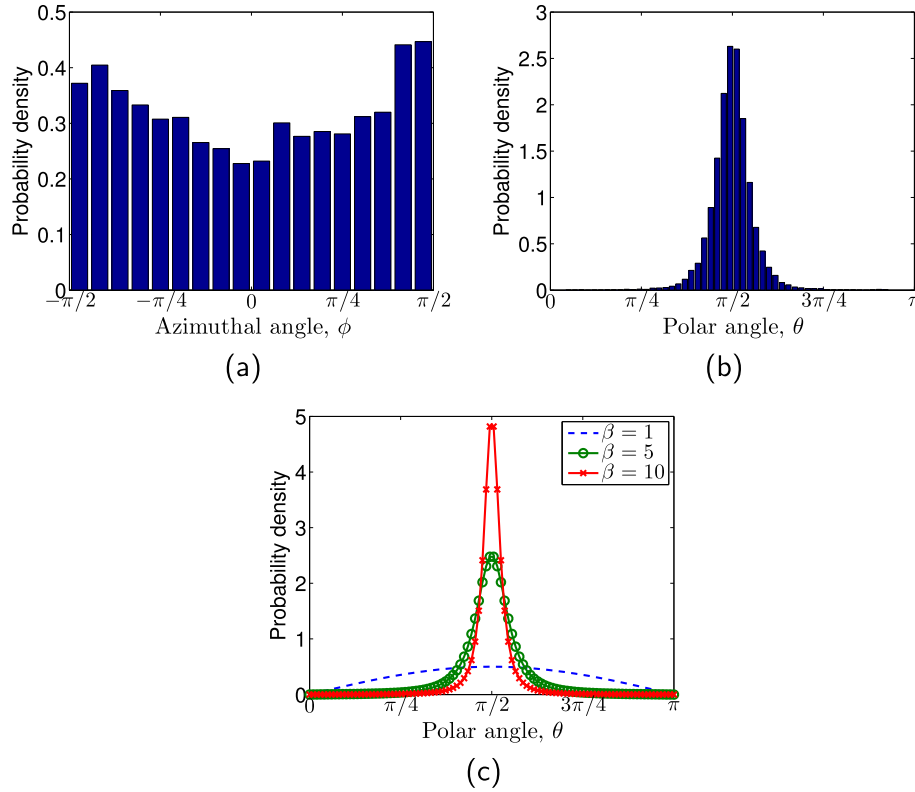 0.5
0.4
0.3
0.2
0.1
0
Probability density
−π/2
−π/4
0
π/4
π/2
Azimuthal angle, ϕ
(a)
3
2.5
2
1.5
1
0.5
0
Probability density
0
π/4
π/2
3π/4
π
Polar angle, θ
(b)
5
4
3
2
1
0
Probability density
β = 1
β = 5
β = 10
0
π/4
π/2
3π/4
π
Polar angle, θ
(c)